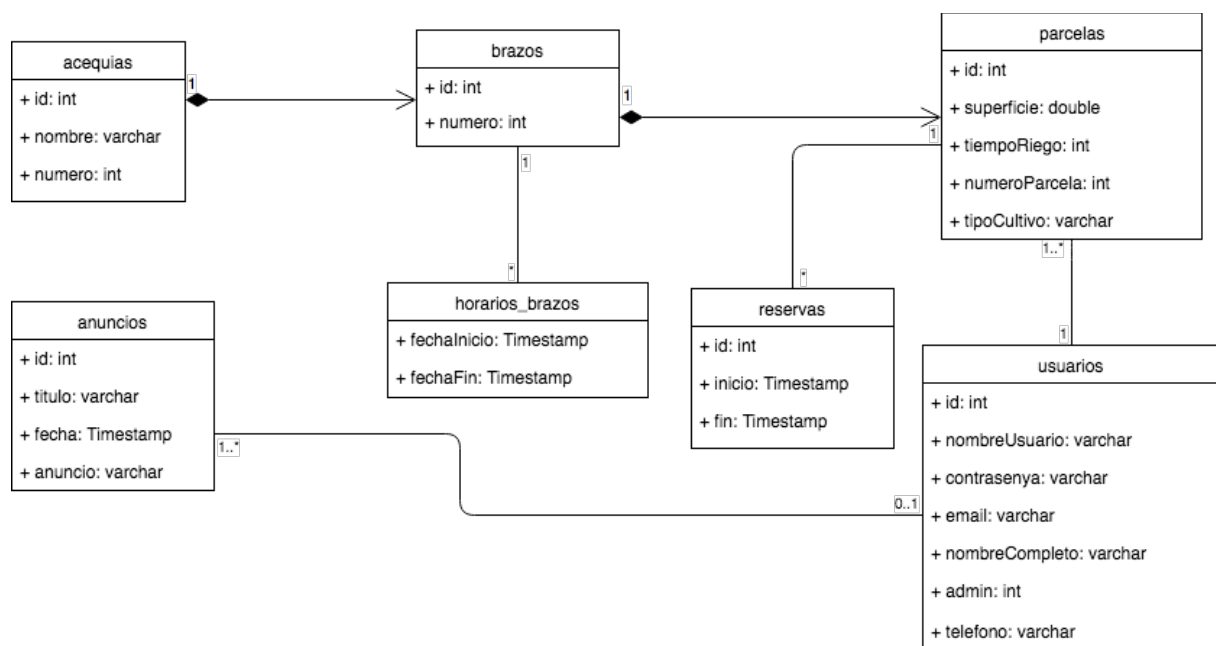 acequias
+ id: int
+ nombre: varchar
+ numero: int
1
brazos
+ id: int
+ numero: int
1
1
parcelas
+ id: int
+ superficie: double
+ tiempoRiego: int
+ numeroParcela: int
+ tipoCultivo: varchar
1
1..*
*
horarios_brazos
+ fechaInicio: Timestamp
+ fechaFin: Timestamp
*
reservas
+ id: int
+ inicio: Timestamp
+ fin: Timestamp
anuncios
+ id: int
+ titulo: varchar
+ fecha: Timestamp
+ anuncio: varchar
1..*
1
usuarios
+ id: int
+ nombreUsuario: varchar
+ contrasenya: varchar
+ email: varchar
+ nombreCompleto: varchar
+ admin: int
+ telefono: varchar
0..1